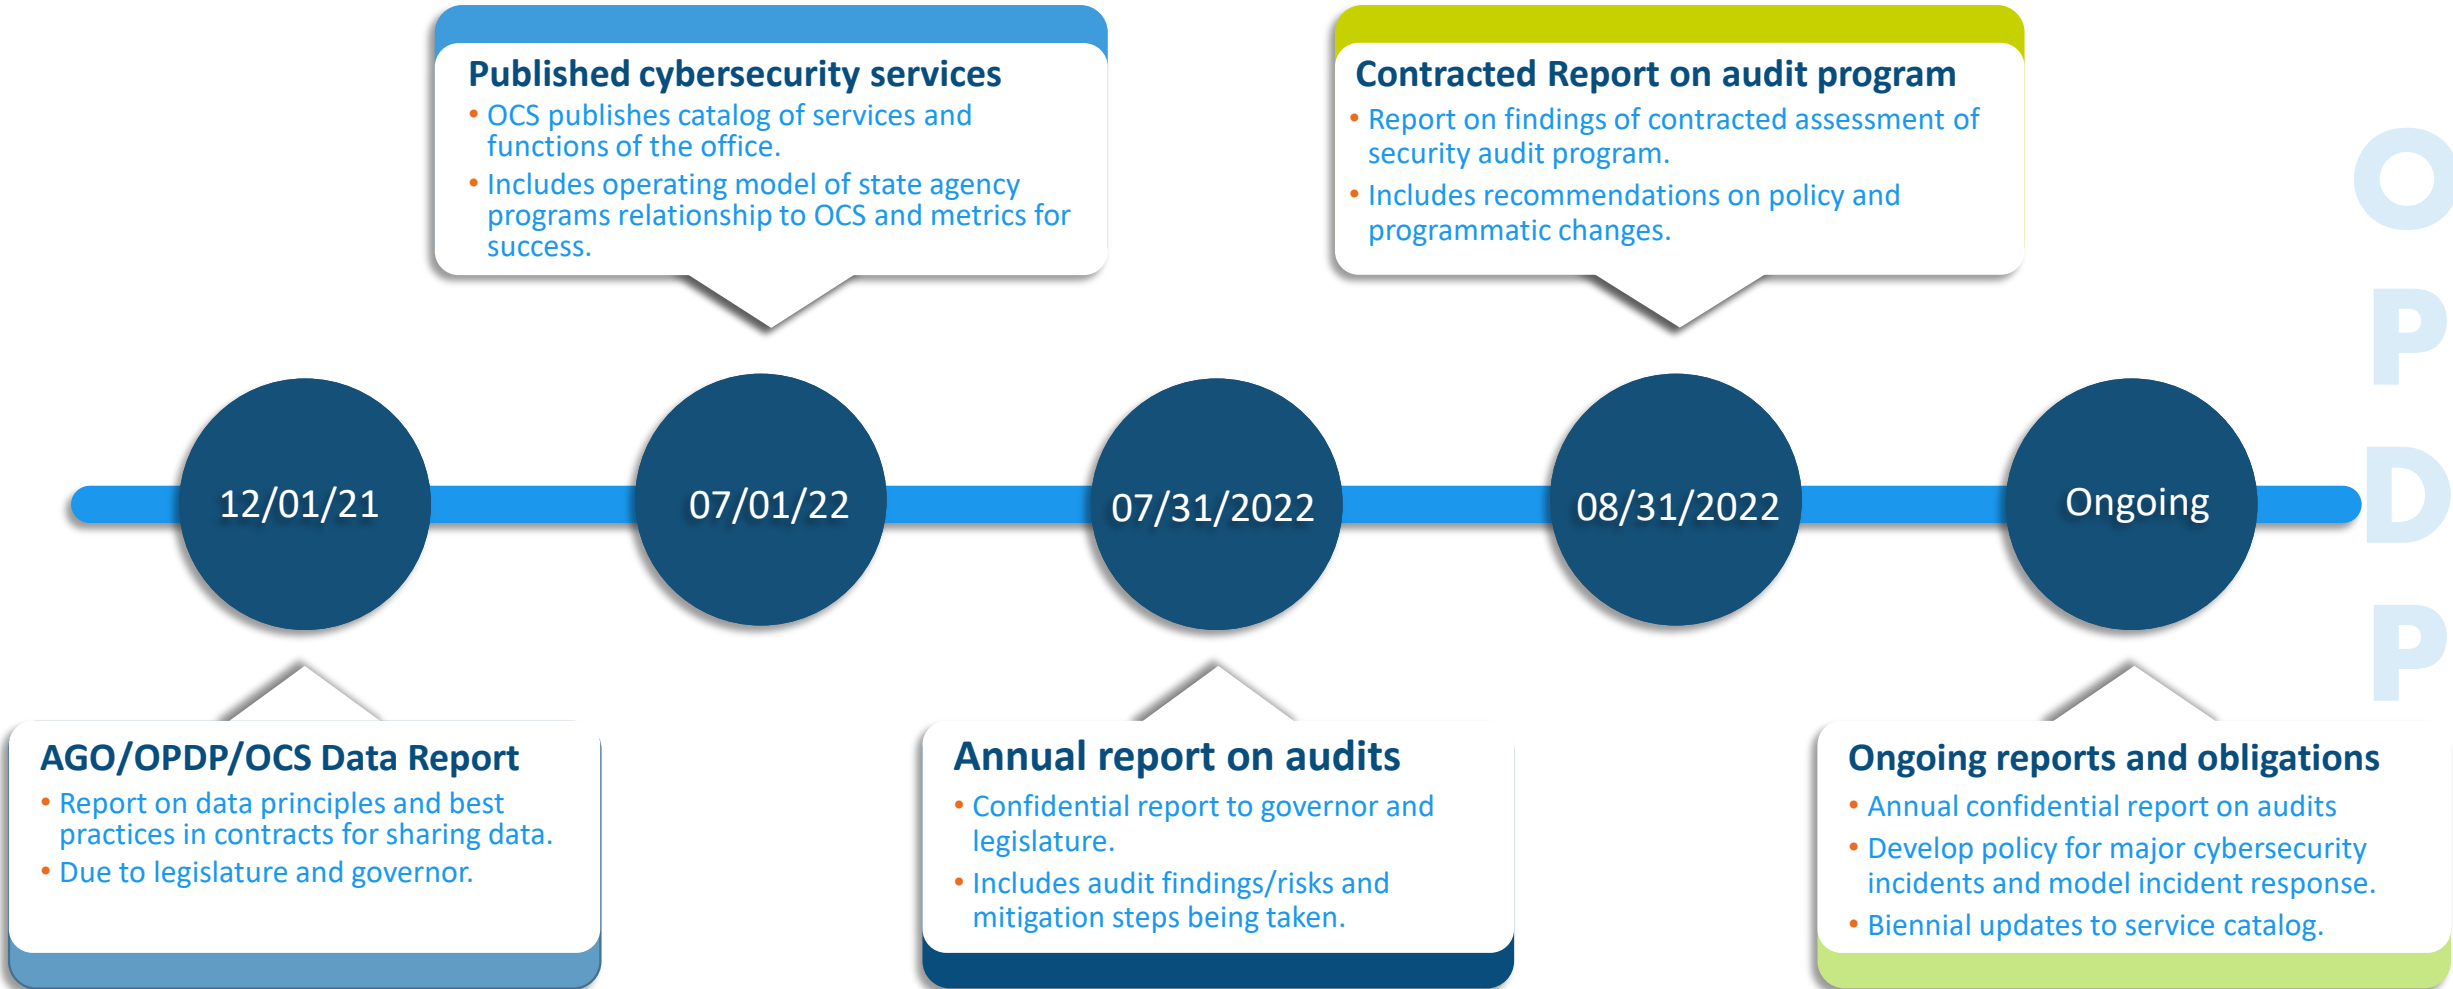 Published cybersecurity services
• OCS publishes catalog of services and
functions of the office.
• Includes operating model of state agency
programs relationship to OCS and metrics for
success.
Contracted Report on audit program
• Report on findings of contracted assessment of
security audit program.
• Includes recommendations on policy and
programmatic changes.
12/01/21
07/01/22
07/31/2022
08/31/2022
Ongoing
AGO/OPDP/OCS Data Report
• Report on data principles and best
practices in contracts for sharing data.
• Due to legislature and governor.
Annual report on audits
• Confidential report to governor and
legislature.
• Includes audit findings/risks and
mitigation steps being taken.
Ongoing reports and obligations
• Annual confidential report on audits
• Develop policy for major cybersecurity
incidents and model incident response.
• Biennial updates to service catalog.
O
P
D
P